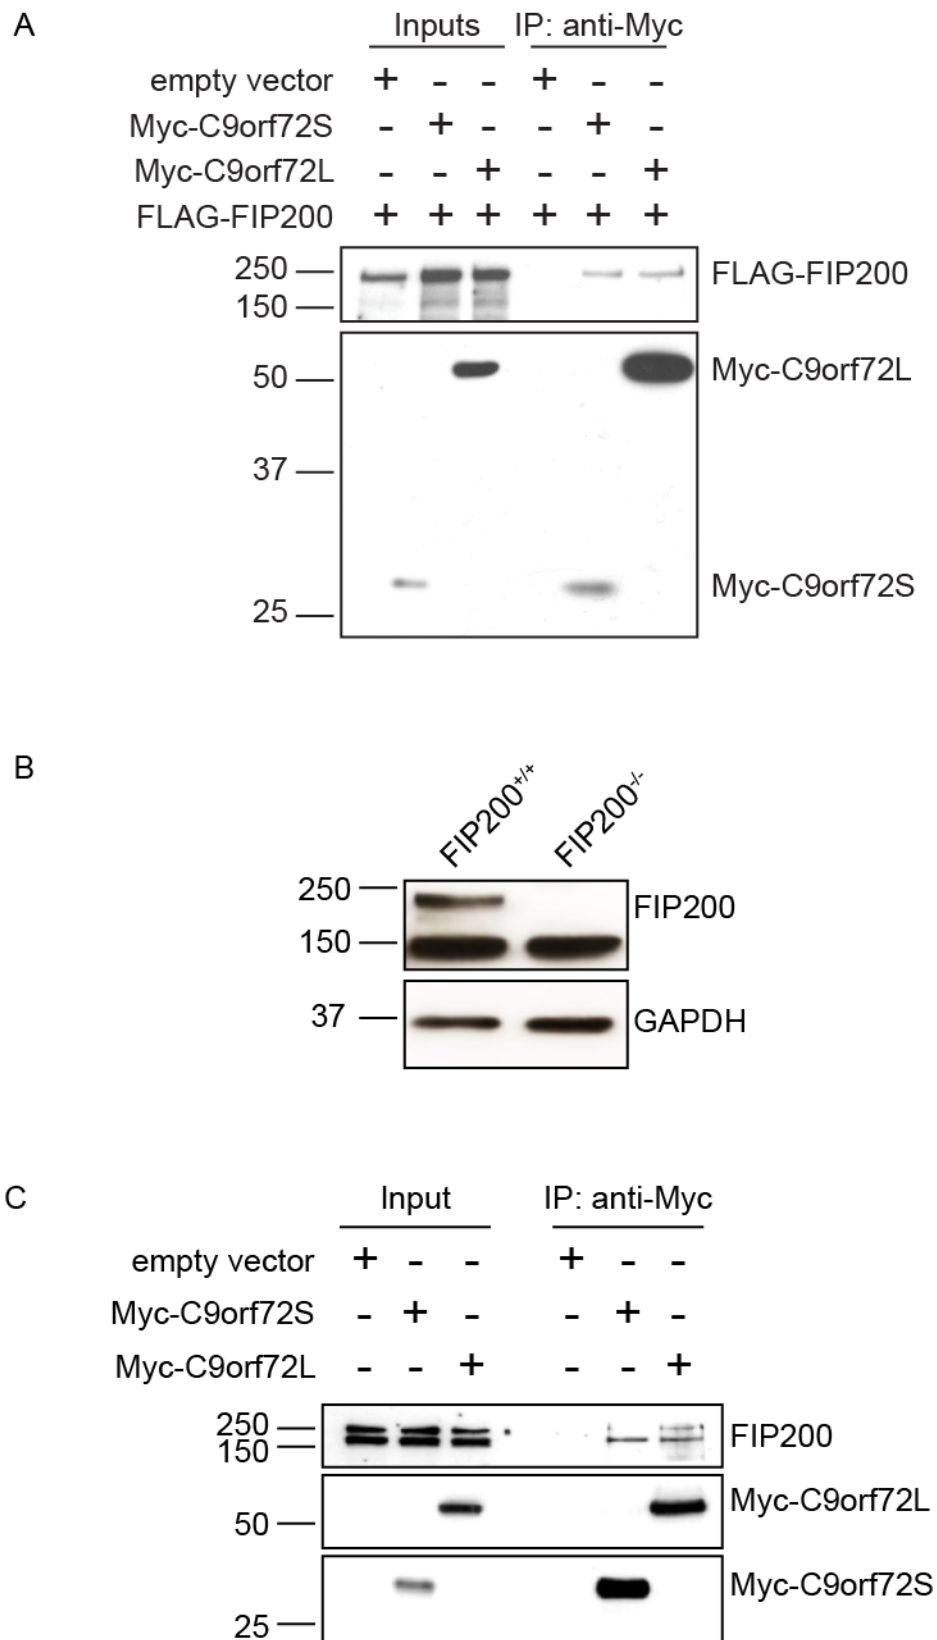 A
Inputs IP: anti-Myc
empty vector + - - + - -
Myc-C9orf72S - + - - + -
Myc-C9orf72L - - + - - +
FLAG-FIP200 + + + + + +
250 FLAG-FIP200
150
Myc-C9orf72L
50
37
Myc-C9orf72S
25
B
FIP200+/+ FIP200-/-
250
FIP200
150
37 GAPDH
C
Input IP: anti-Myc
empty vector + - - + - -
Myc-C9orf72S - + - - + -
Myc-C9orf72L - - + - - +
250
FIP200
150
Myc-C9orf72L
50
Myc-C9orf72S
25